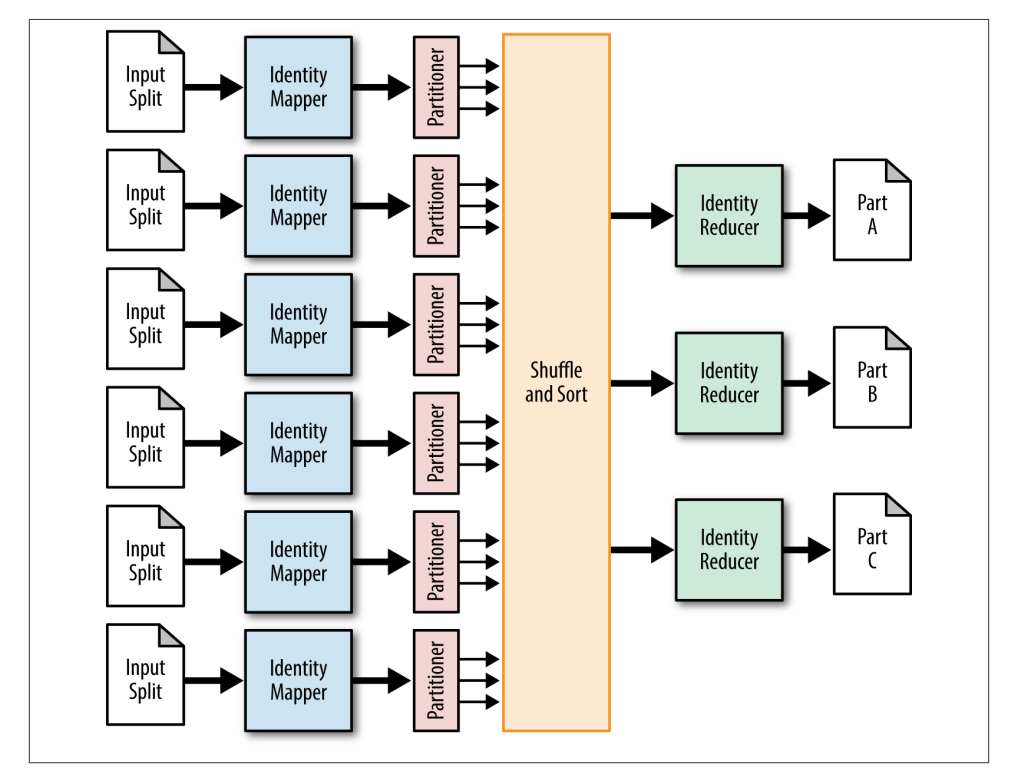 Input
Split
Identity
Mapper
Partitioner
Input
Split
Identity
Mapper
Partitioner
Input
Split
Identity
Mapper
Partitioner
Input
Split
Identity
Mapper
Partitioner
Input
Split
Identity
Mapper
Partitioner
Input
Split
Identity
Mapper
Partitioner
Shuffle
and Sort
Identity
Reducer
Part
A
Identity
Reducer
Part
B
Identity
Reducer
Part
C